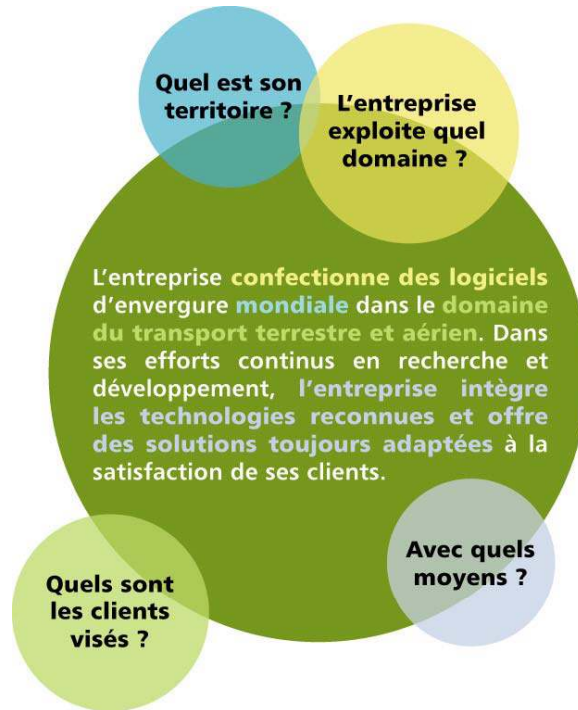 Quel est son
territoire ?
L'entreprise
exploite quel
domaine ?
L'entreprise confectionne des logiciels
d'envergure mondiale dans le domaine
du transport terrestre et aérien. Dans
ses efforts continus en recherche et
développement, l'entreprise intègre
les technologies reconnues et offre
des solutions toujours adaptées à la
satisfaction de ses clients.
Avec quels
moyens ?
Quels sont
les clients
visés ?